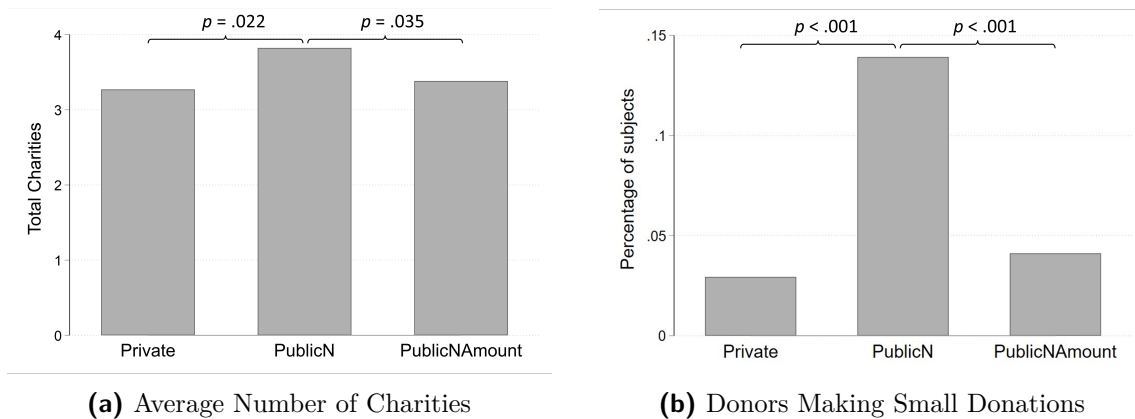 p = .022 p = .035
4
3
2
1
0
Total Charities
Private PublicN PublicNAmount
(a) Average Number of Charities
p < .001 p < .001
.15
.1
.05
0
Percentage of subjects
Private PublicN PublicNAmount
(b) Donors Making Small Donations